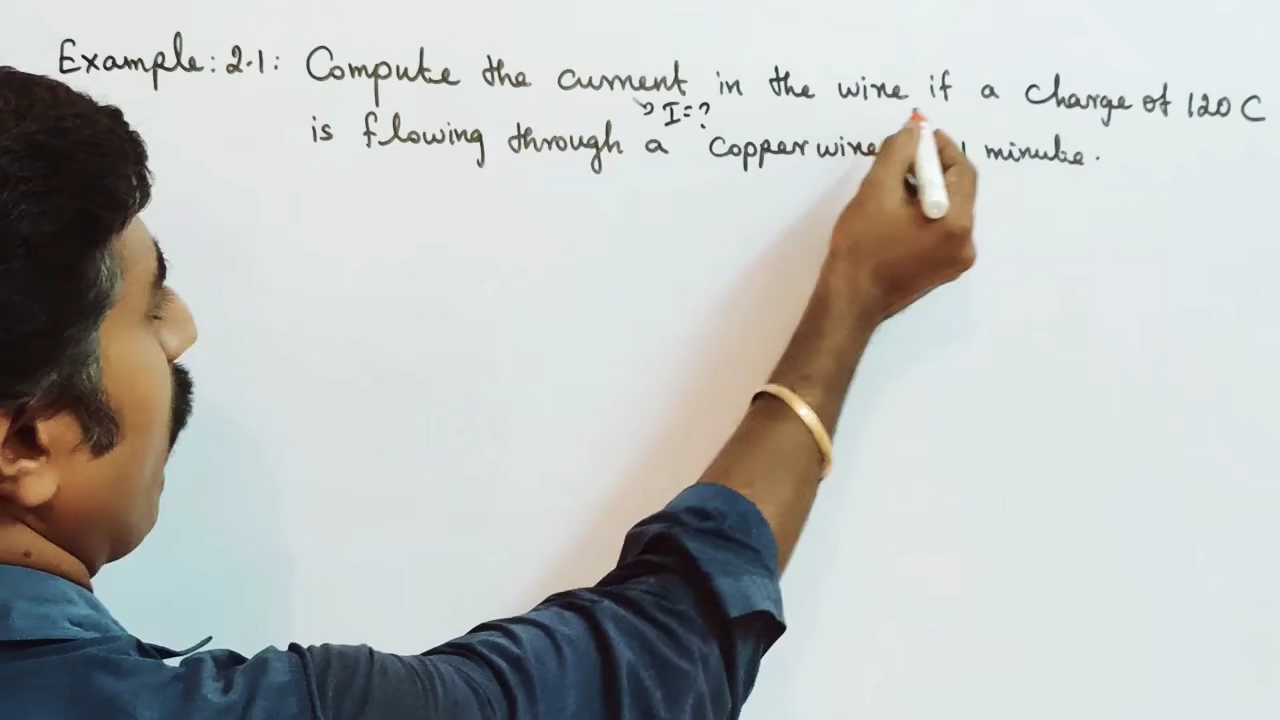 Example: 2.1: Compute the current in the wire if a charge of 120 C
I = ?
is flowing through a copper wire minute.